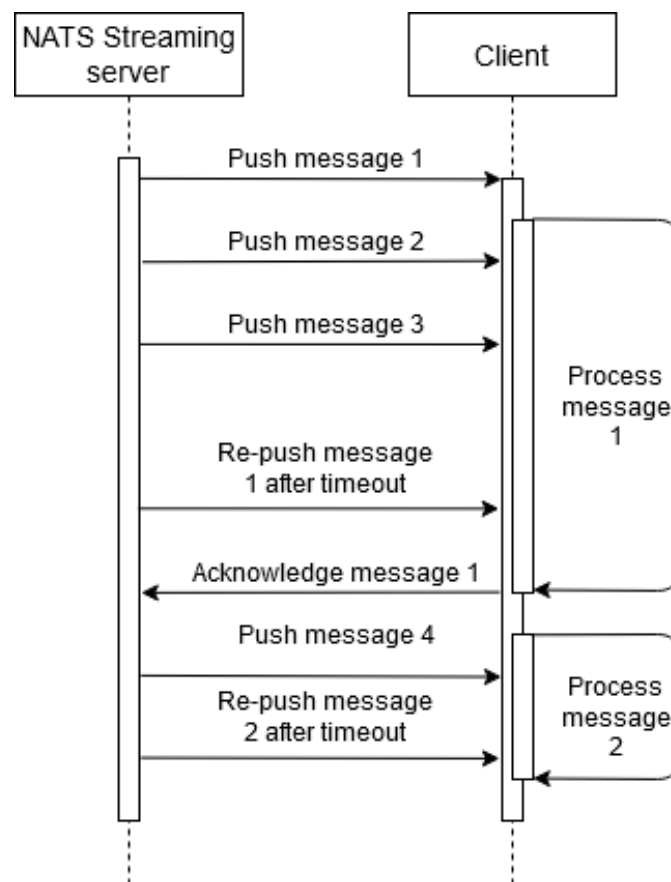 NATS Streaming
server
Client
Push message 1
Push message 2
Push message 3
Process
message
1
Re-push message
1 after timeout
Acknowledge message 1
Push message 4
Re-push message
2 after timeout
Process
message
2